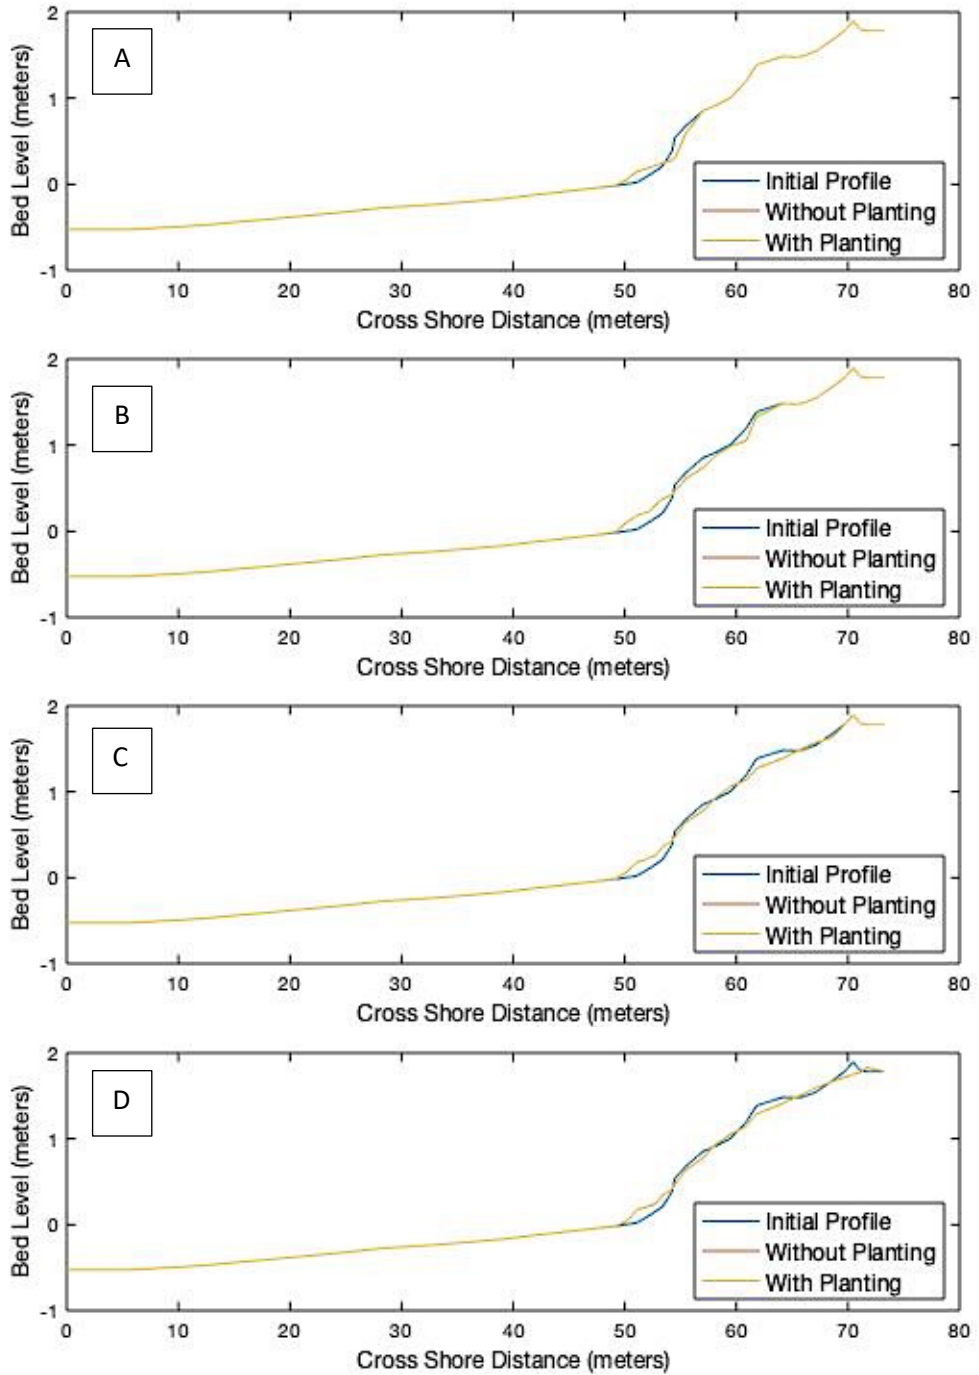 A
2
1
0
-1
Bed Level (meters)
Initial Profile
Without Planting
With Planting
0 10 20 30 40 50 60 70 80
Cross Shore Distance (meters)
B
2
1
0
-1
Bed Level (meters)
Initial Profile
Without Planting
With Planting
0 10 20 30 40 50 60 70 80
Cross Shore Distance (meters)
C
2
1
0
-1
Bed Level (meters)
Initial Profile
Without Planting
With Planting
0 10 20 30 40 50 60 70 80
Cross Shore Distance (meters)
D
2
1
0
-1
Bed Level (meters)
Initial Profile
Without Planting
With Planting
0 10 20 30 40 50 60 70 80
Cross Shore Distance (meters)